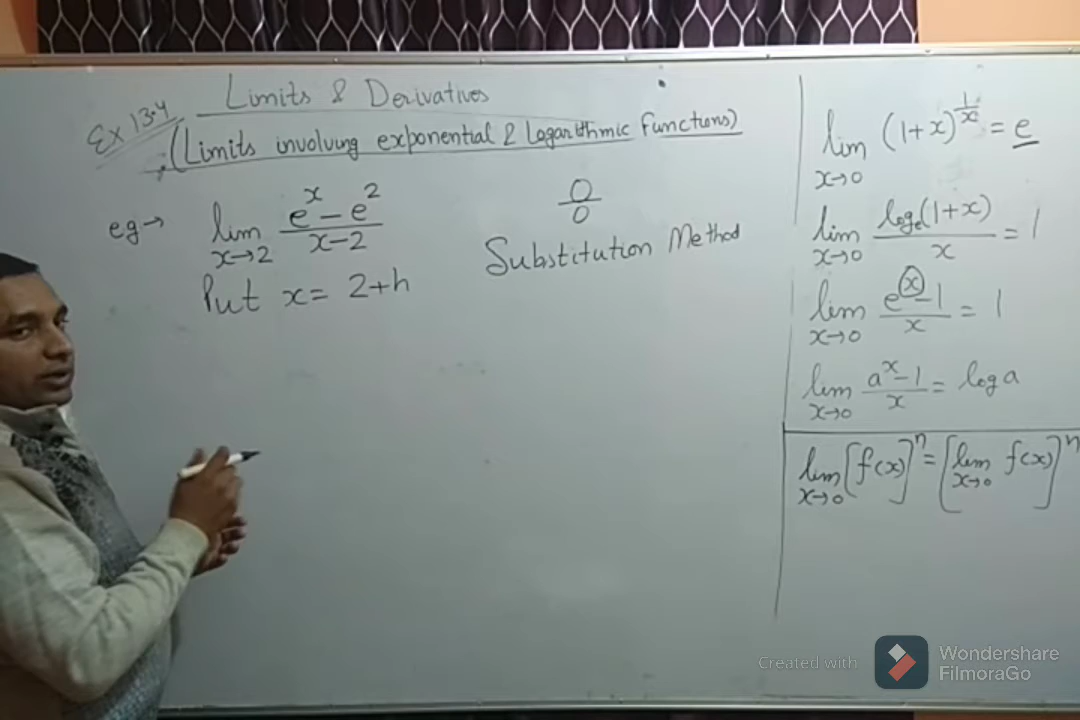 Ex 13.4
Limits & Derivatives
(Limits involving exponential & Logarithmic Functions)
eg→ lim x→2 (e^x - e^2)/(x-2)
0/0
Substitution Method
Put x = 2+h
lim x→0 (1+x)^(1/x) = e
lim x→0 log_e(1+x)/x = 1
lim x→0 (e^x - 1)/x = 1
lim x→0 (a^x - 1)/x = log a
lim x→0 [f(x)]^n = [lim x→0 f(x)]^n
Created with
Wondershare
FilmoraGo